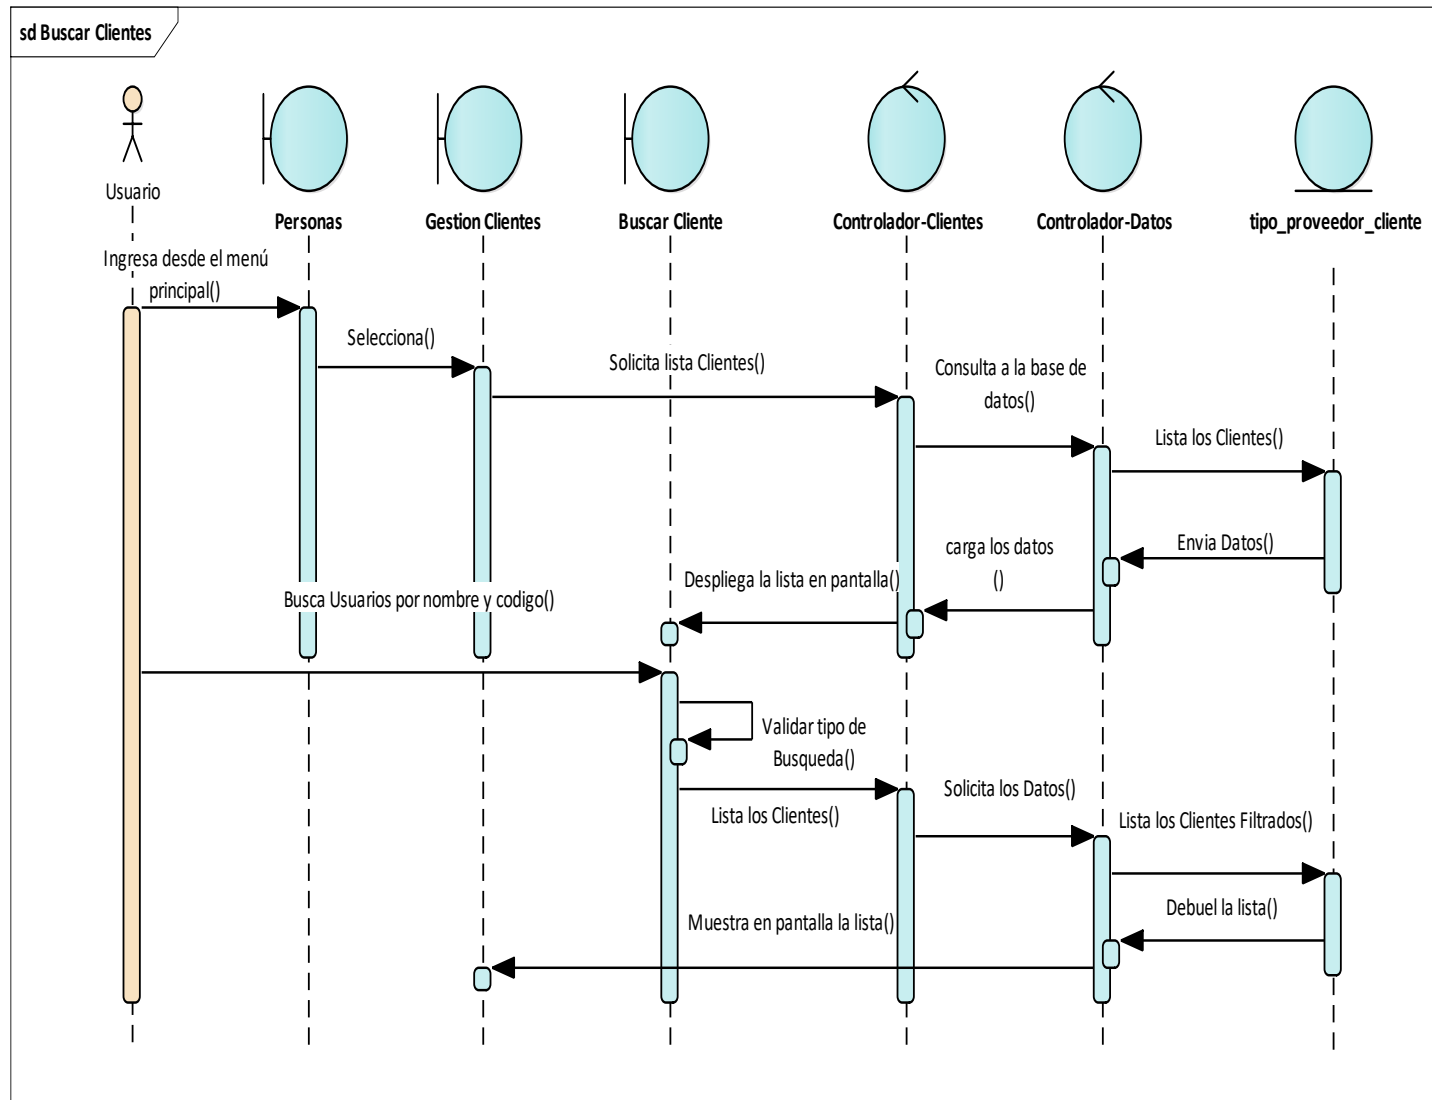 sd Buscar Clientes
Usuario
Personas
Gestion Clientes
Buscar Cliente
Controlador-Clientes
Controlador-Datos
tipo_proveedor_cliente
Ingresa desde el menú
principal()
Selecciona()
Solicita lista Clientes()
Consulta a la base de
datos()
Lista los Clientes()
Envia Datos()
carga los datos
()
Despliega la lista en pantalla()
Busca Usuarios por nombre y codigo()
Validar tipo de
Busqueda()
Lista los Clientes()
Solicita los Datos()
Lista los Clientes Filtrados()
Debuel la lista()
Muestra en pantalla la lista()